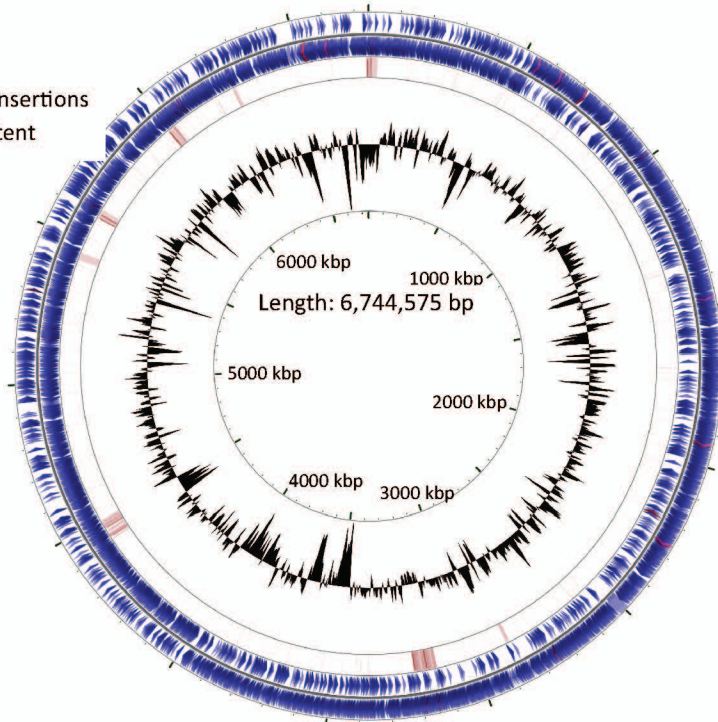 nsertions
tent
6000 kbp
1000 kbp
Length: 6,744,575 bp
5000 kbp
2000 kbp
4000 kbp
3000 kbp